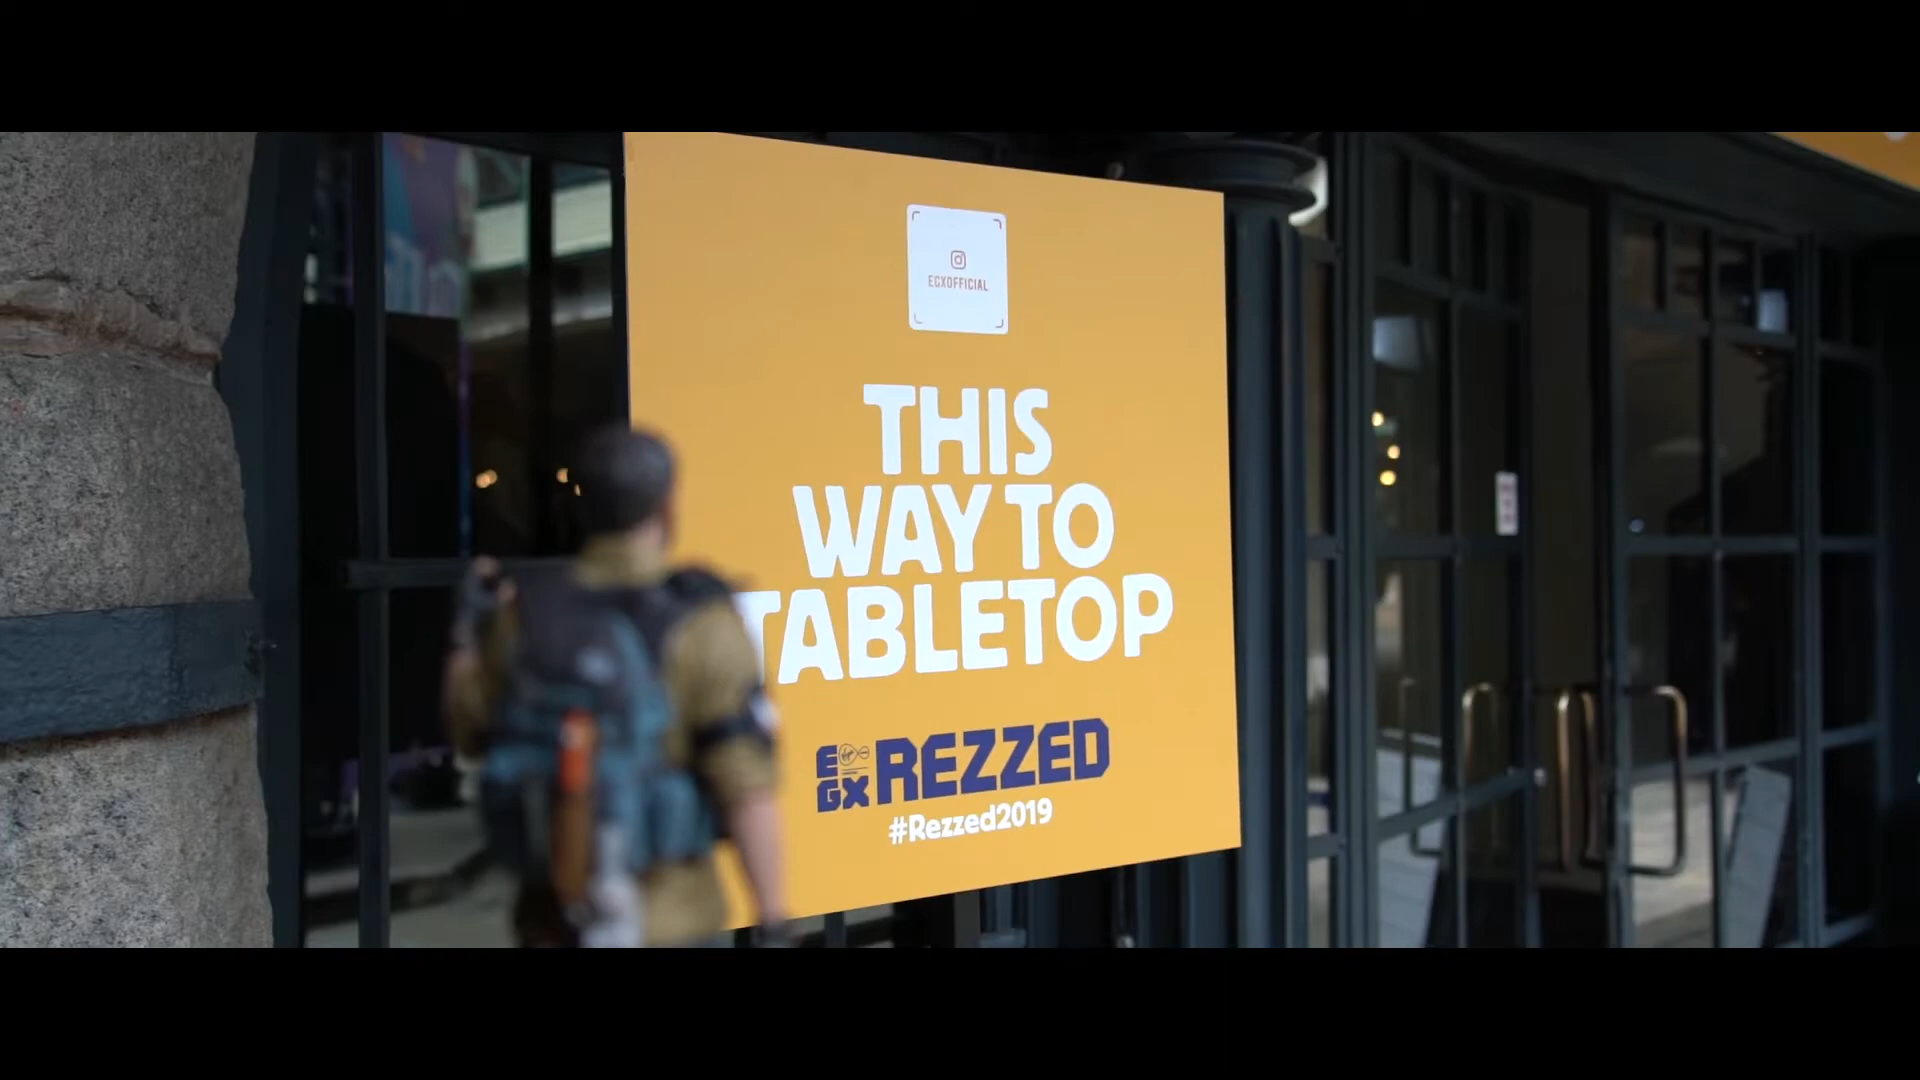 EGXOFFICIAL
THIS
WAY TO
TABLETOP
EGX REZZED
#Rezzed2019